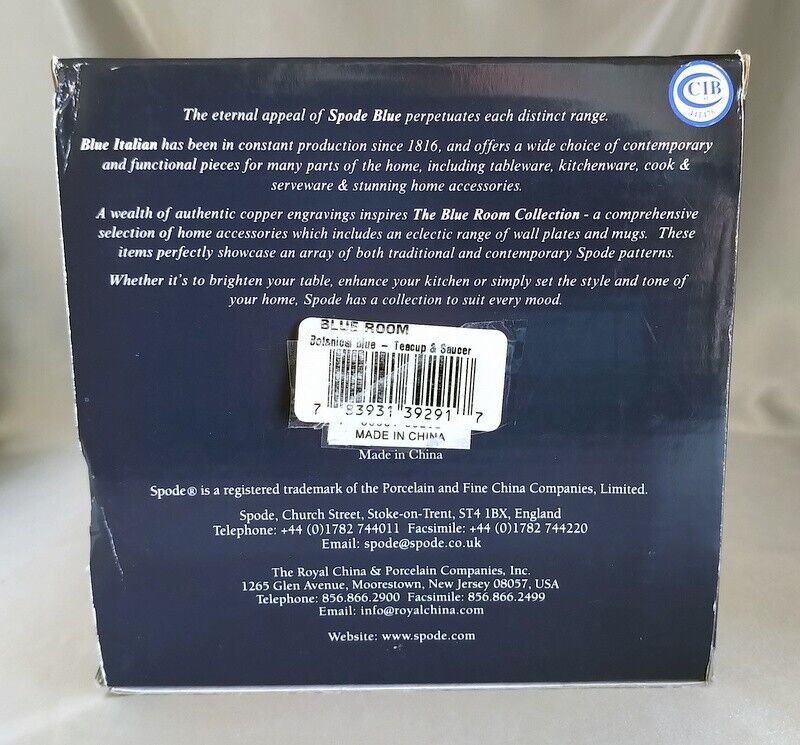 CIB
The eternal appeal of Spode Blue perpetuates each distinct range.
Blue Italian has been in constant production since 1816, and offers a wide choice of contemporary
and functional pieces for many parts of the home, including tableware, kitchenware, cook &
serveware & stunning home accessories.
A wealth of authentic copper engravings inspires The Blue Room Collection - a comprehensive
selection of home accessories which includes an eclectic range of wall plates and mugs. These
items perfectly showcase an array of both traditional and contemporary Spode patterns.
Whether it's to brighten your table, enhance your kitchen or simply set the style and tone of
your home, Spode has a collection to suit every mood.
BLUE ROOM
Botanical Blue - Teacup & Saucer
7 83931 39291 7
MADE IN CHINA
Made in China
Spode® is a registered trademark of the Porcelain and Fine China Companies, Limited.
Spode, Church Street, Stoke-on-Trent, ST4 1BX, England
Telephone: +44 (0)1782 744011 Facsimile: +44 (0)1782 744220
Email: spode@spode.co.uk
The Royal China & Porcelain Companies, Inc.
1265 Glen Avenue, Moorestown, New Jersey 08057, USA
Telephone: 856.866.2900 Facsimile: 856.866.2499
Email: info@royalchina.com
Website: www.spode.com